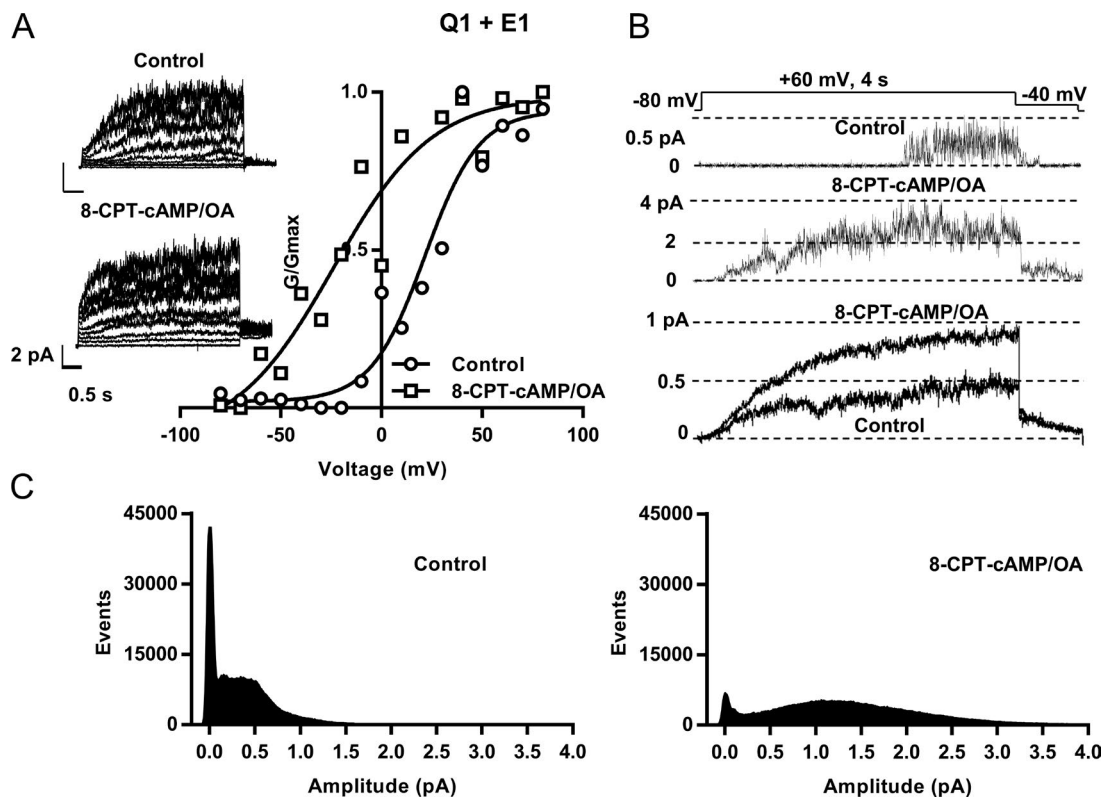 A
Q1 + E1
Control
8-CPT-cAMP/OA
2 pA
0.5 s
1.0
.5
G/Gmax
Control
8-CPT-cAMP/OA
-100
-50
0
50
100
Voltage (mV)
B
+60 mV, 4 s
-80 mV
-40 mV
Control
0.5 pA
0
8-CPT-cAMP/OA
4 pA
2
0
8-CPT-cAMP/OA
1 pA
0.5
0
Control
C
45000
30000
15000
0
Events
Control
0.0 0.5 1.0 1.5 2.0 2.5 3.0 3.5 4.0
Amplitude (pA)
45000
30000
15000
0
Events
8-CPT-cAMP/OA
0.0 0.5 1.0 1.5 2.0 2.5 3.0 3.5 4.0
Amplitude (pA)